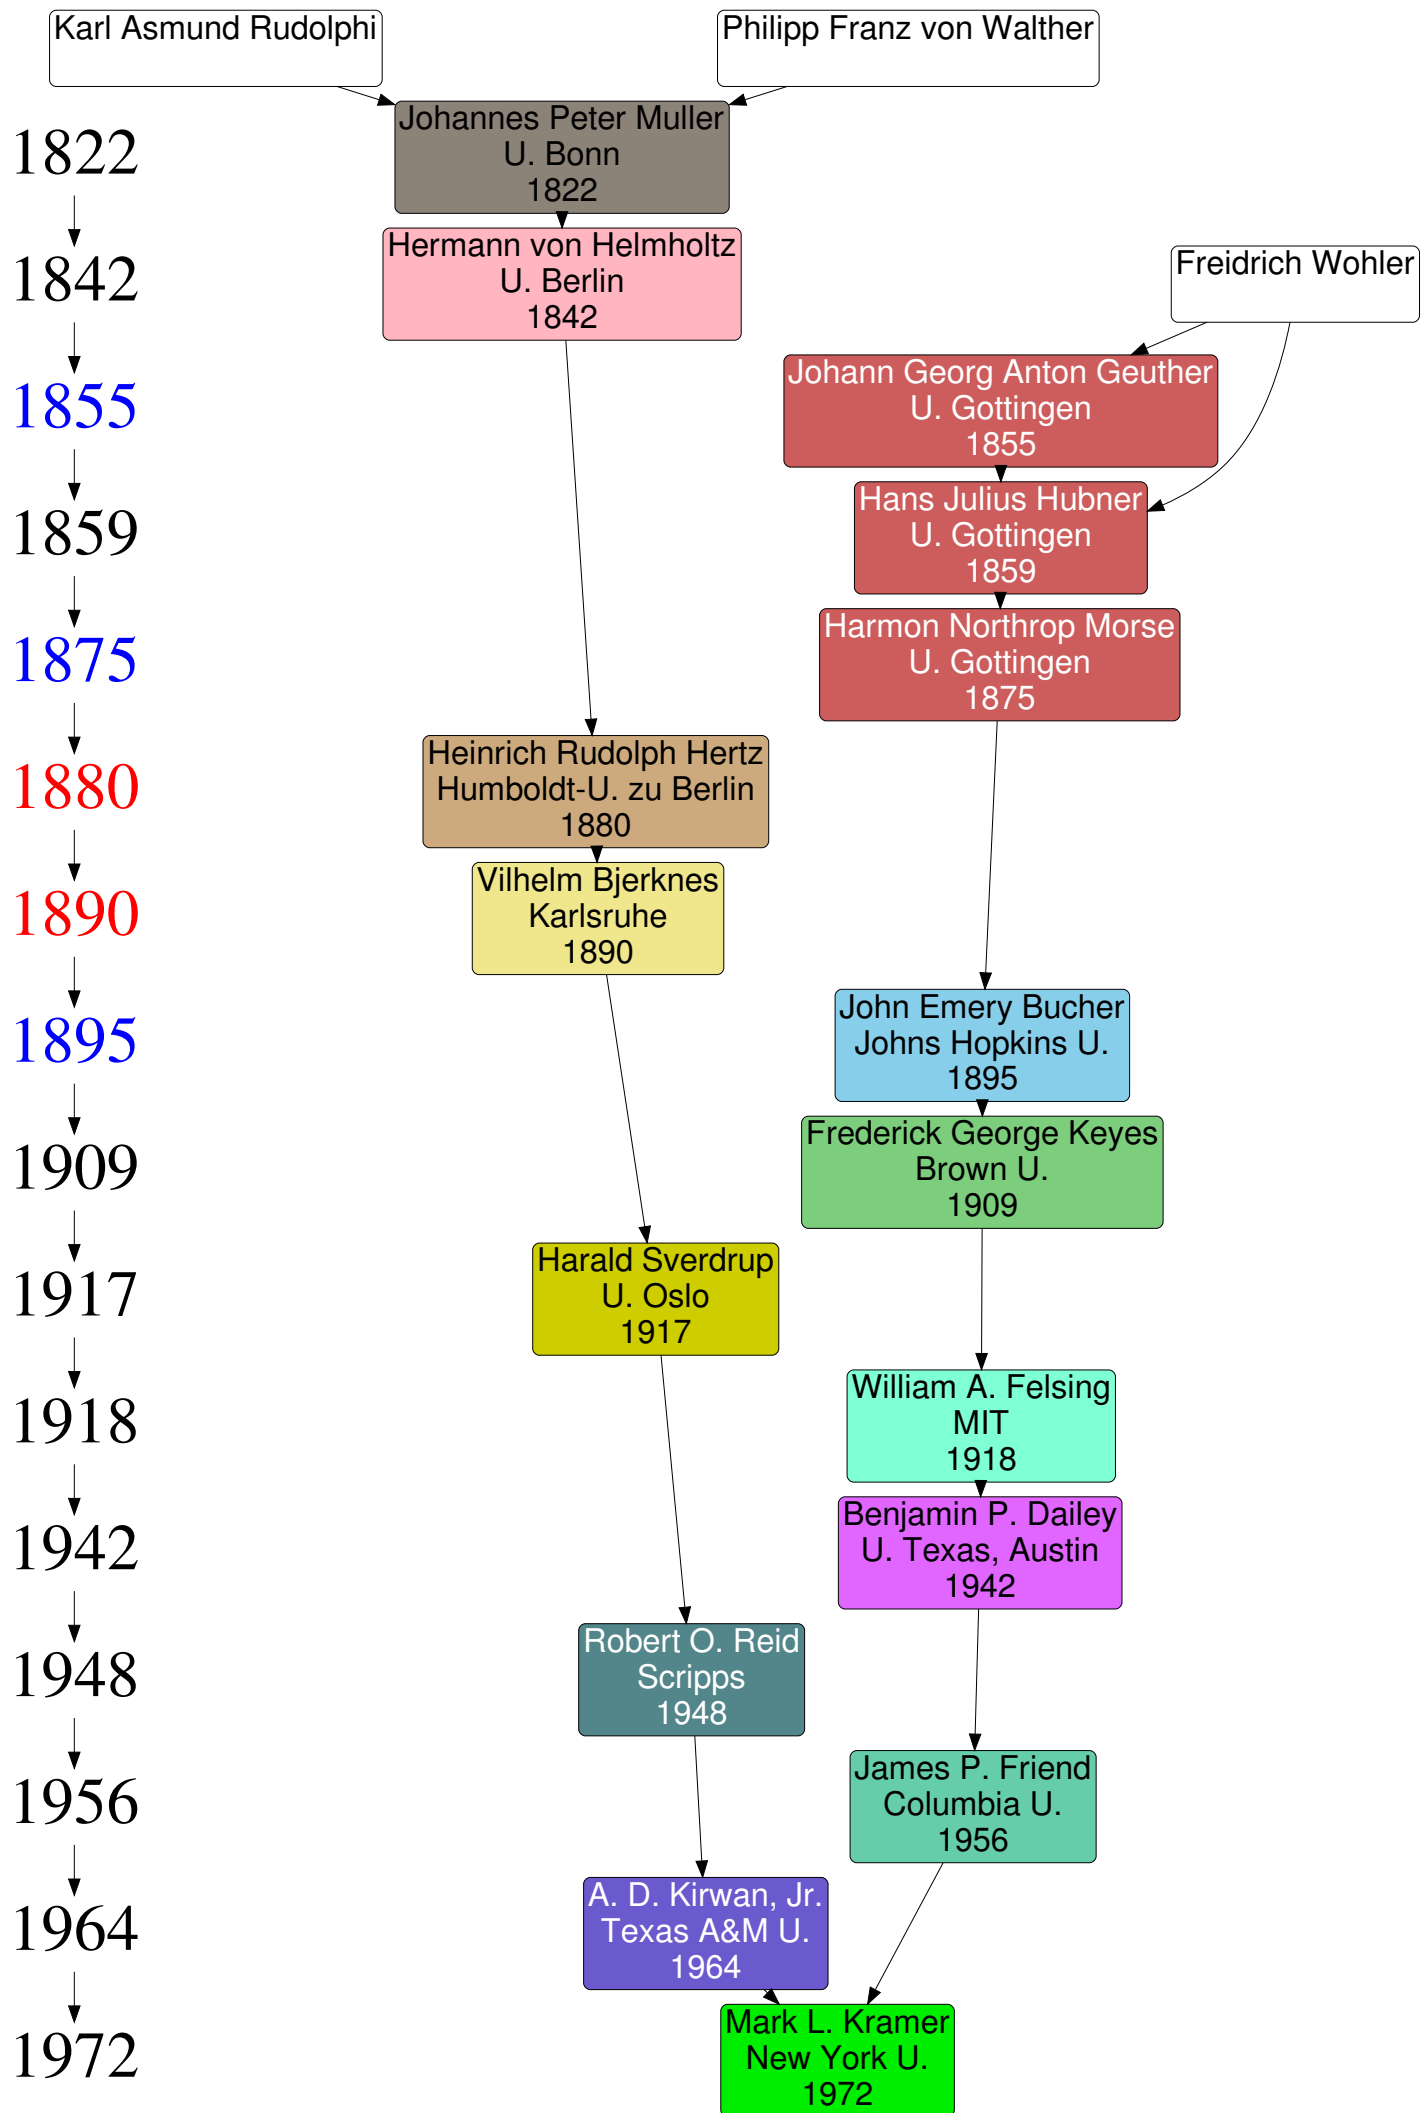 Karl Asmund Rudolphi
Philipp Franz von Walther
1822
Johannes Peter Muller
U. Bonn
1822
1842
Hermann von Helmholtz
U. Berlin
1842
Freidrich Wohler
1855
Johann Georg Anton Geuther
U. Gottingen
1855
1859
Hans Julius Hubner
U. Gottingen
1859
1875
Harmon Northrop Morse
U. Gottingen
1875
1880
Heinrich Rudolph Hertz
Humboldt-U. zu Berlin
1880
1890
Vilhelm Bjerknes
Karlsruhe
1890
1895
John Emery Bucher
Johns Hopkins U.
1895
1909
Frederick George Keyes
Brown U.
1909
1917
Harald Sverdrup
U. Oslo
1917
1918
William A. Felsing
MIT
1918
1942
Benjamin P. Dailey
U. Texas, Austin
1942
1948
Robert O. Reid
Scripps
1948
1956
James P. Friend
Columbia U.
1956
1964
A. D. Kirwan, Jr.
Texas A&M U.
1964
1972
Mark L. Kramer
New York U.
1972